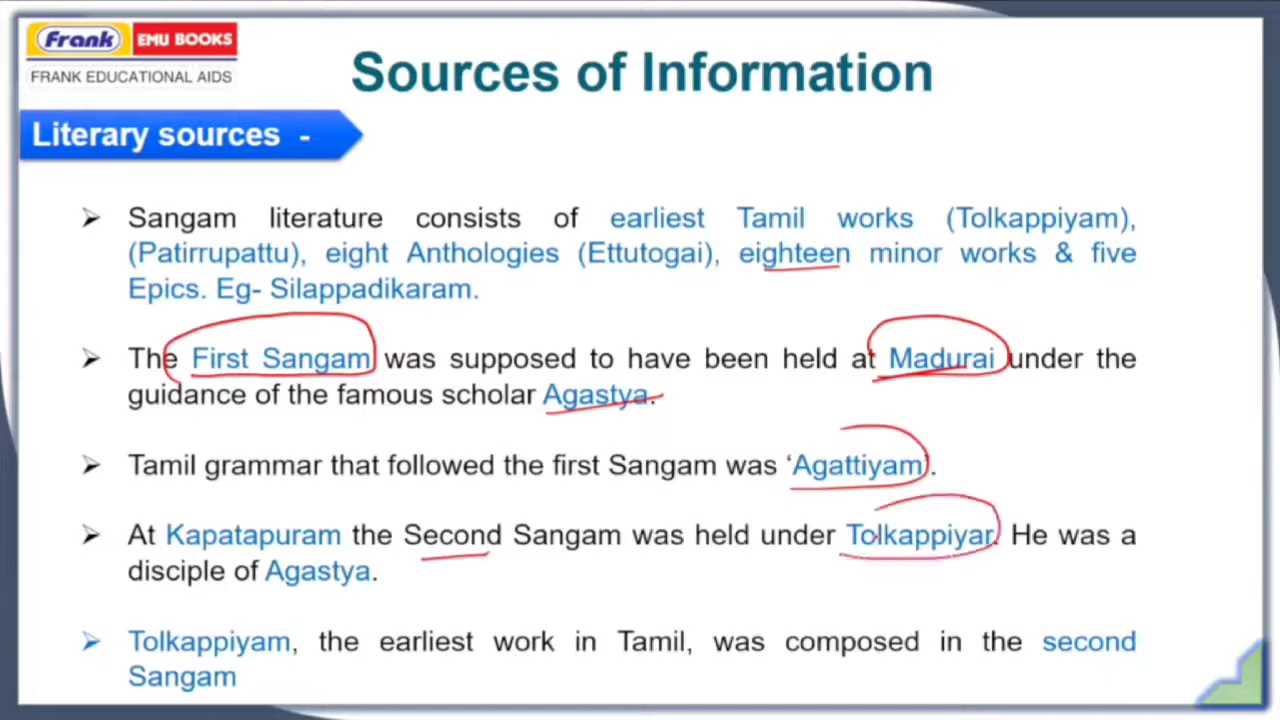 Frank EMU BOOKS
FRANK EDUCATIONAL AIDS
Sources of Information
Literary sources -
➢ Sangam literature consists of earliest Tamil works (Tolkappiyam),
(Patirrupattu), eight Anthologies (Ettutogai), eighteen minor works & five
Epics. Eg- Silappadikaram.
➢ The First Sangam was supposed to have been held at Madurai under the
guidance of the famous scholar Agastya.
➢ Tamil grammar that followed the first Sangam was ‘Agattiyam’.
➢ At Kapatapuram the Second Sangam was held under Tolkappiyar. He was a
disciple of Agastya.
➢ Tolkappiyam, the earliest work in Tamil, was composed in the second
Sangam